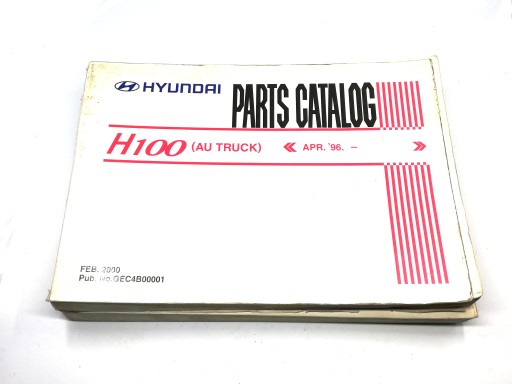 HYUNDAI PARTS CATALOG
H100 (AU TRUCK) « APR. '96. – »
FEB. 2000
Pub. No.GEC4B00001